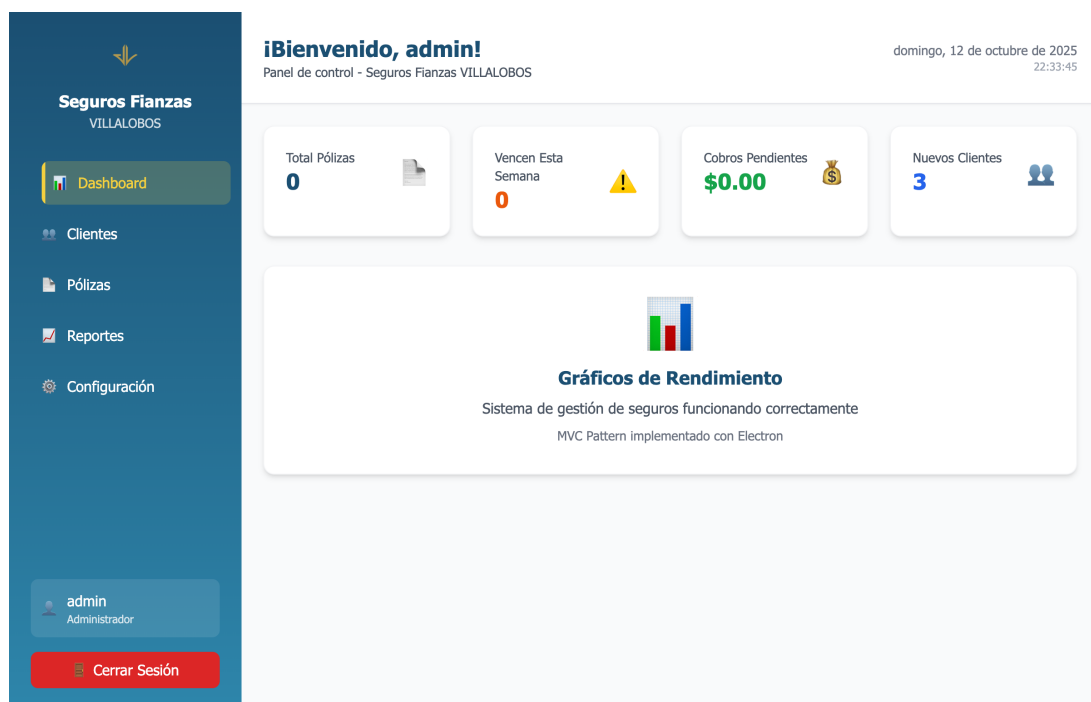 Seguros Fianzas
VILLALOBOS
Dashboard
Clientes
Pólizas
Reportes
Configuración
admin
Administrador
Cerrar Sesión
¡Bienvenido, admin!
Panel de control - Seguros Fianzas VILLALOBOS
domingo, 12 de octubre de 2025
22:33:45
Total Pólizas
0
Vencen Esta
Semana
0
Cobros Pendientes
$0.00
Nuevos Clientes
3
Gráficos de Rendimiento
Sistema de gestión de seguros funcionando correctamente
MVC Pattern implementado con Electron